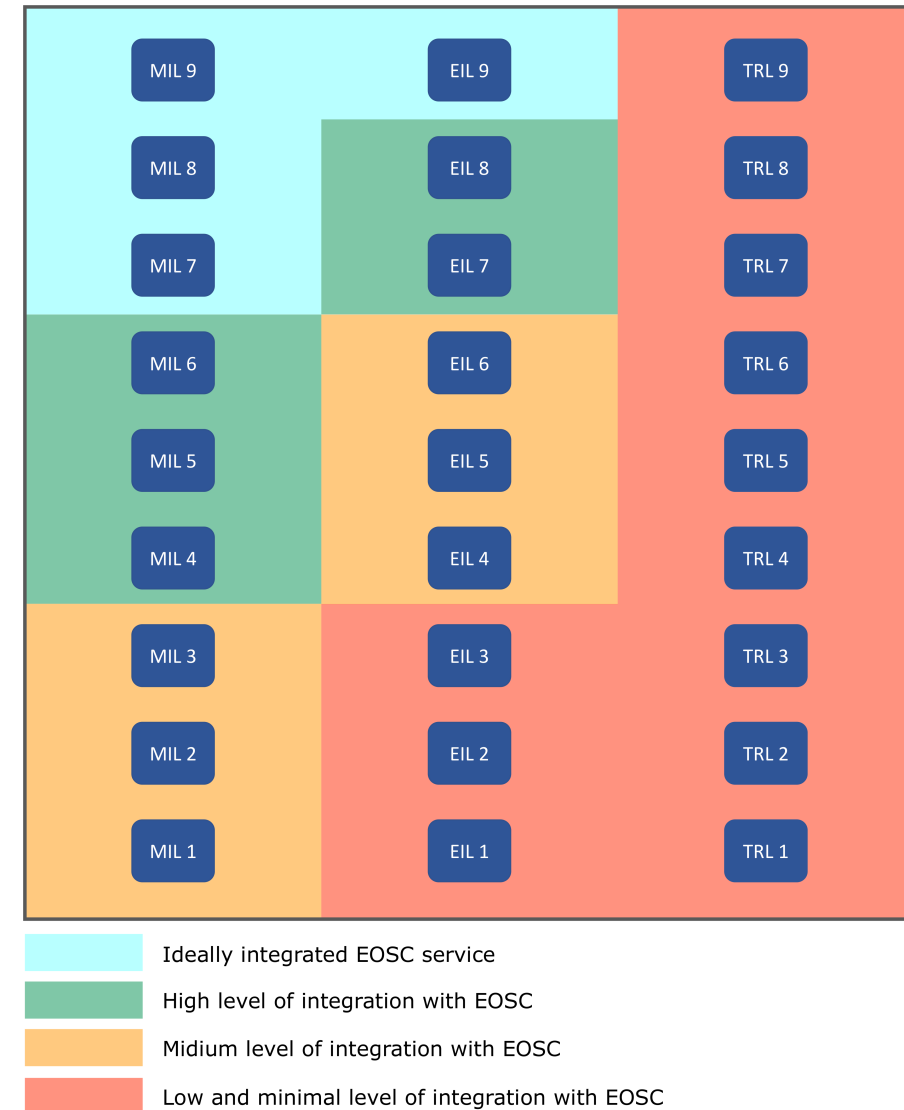 MIL 9 EIL 9 TRL 9
MIL 8 EIL 8 TRL 8
MIL 7 EIL 7 TRL 7
MIL 6 EIL 6 TRL 6
MIL 5 EIL 5 TRL 5
MIL 4 EIL 4 TRL 4
MIL 3 EIL 3 TRL 3
MIL 2 EIL 2 TRL 2
MIL 1 EIL 1 TRL 1
Ideally integrated EOSC service
High level of integration with EOSC
Midium level of integration with EOSC
Low and minimal level of integration with EOSC